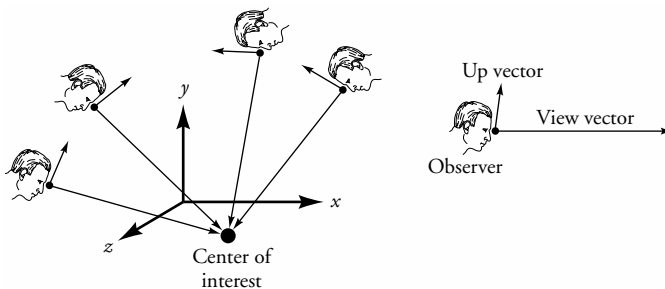 y
x
z
Center of
interest
Up vector
View vector
Observer